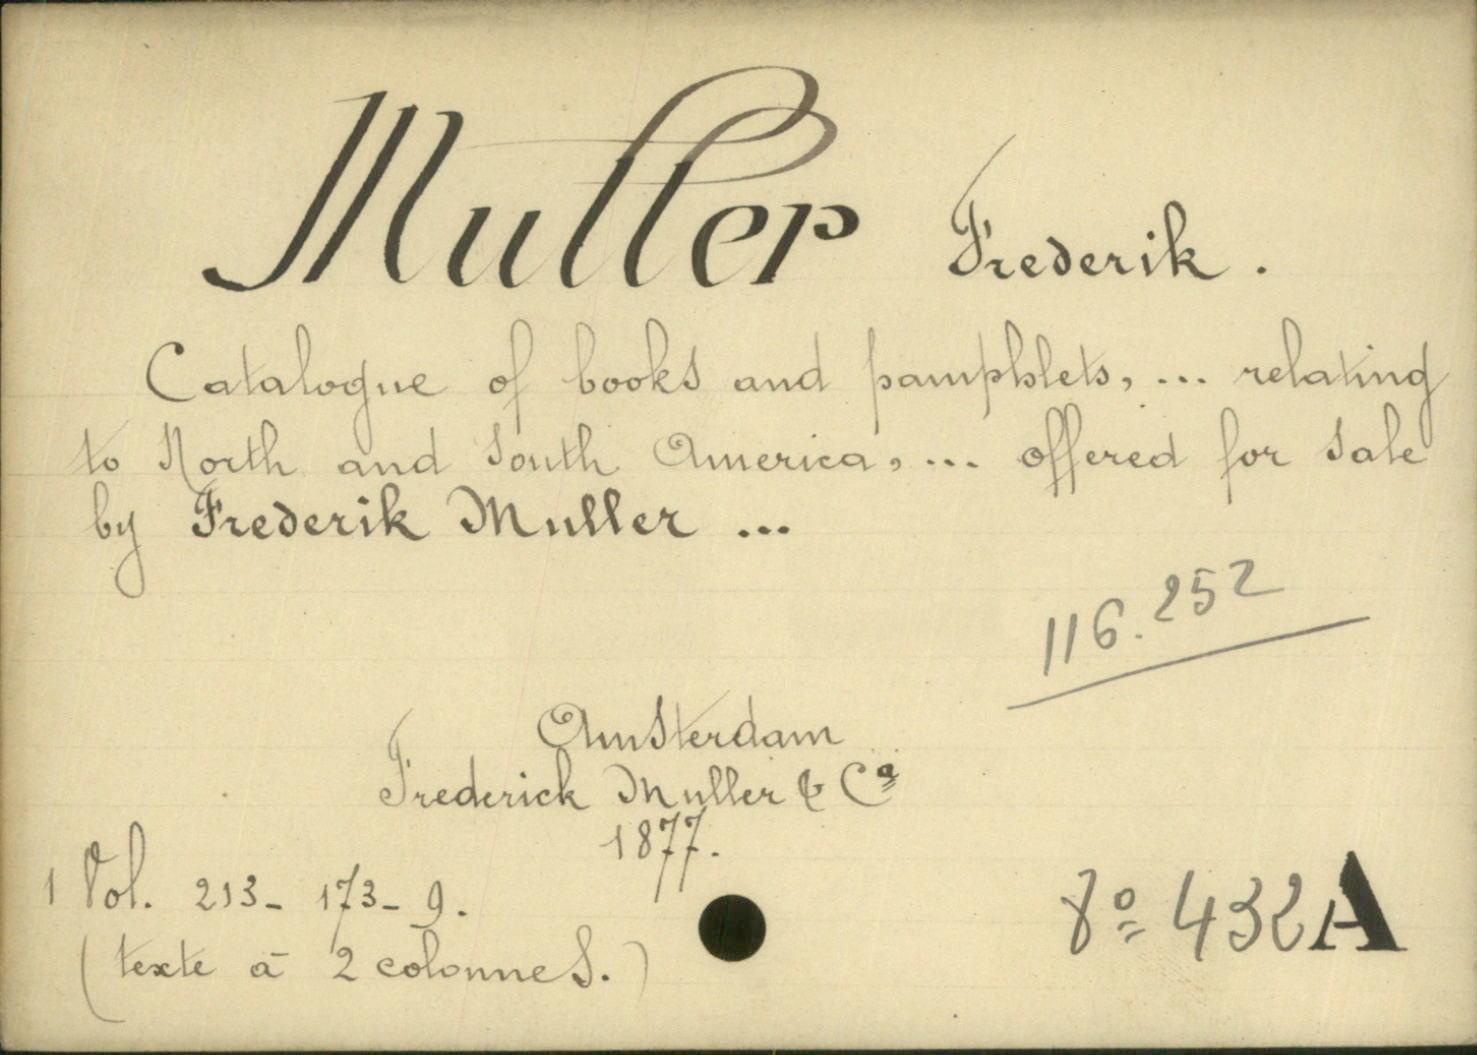 Muller Frederik.
Catalogue of books and pamphlets, ... relating
to North and South America, ... offered for sale
by Frederik Muller ...
116.252
Amsterdam
Frederick Muller & Cº
1877.
1 Vol. 213- 173- 9.
(texte à 2 colonnes.)
8º 432A